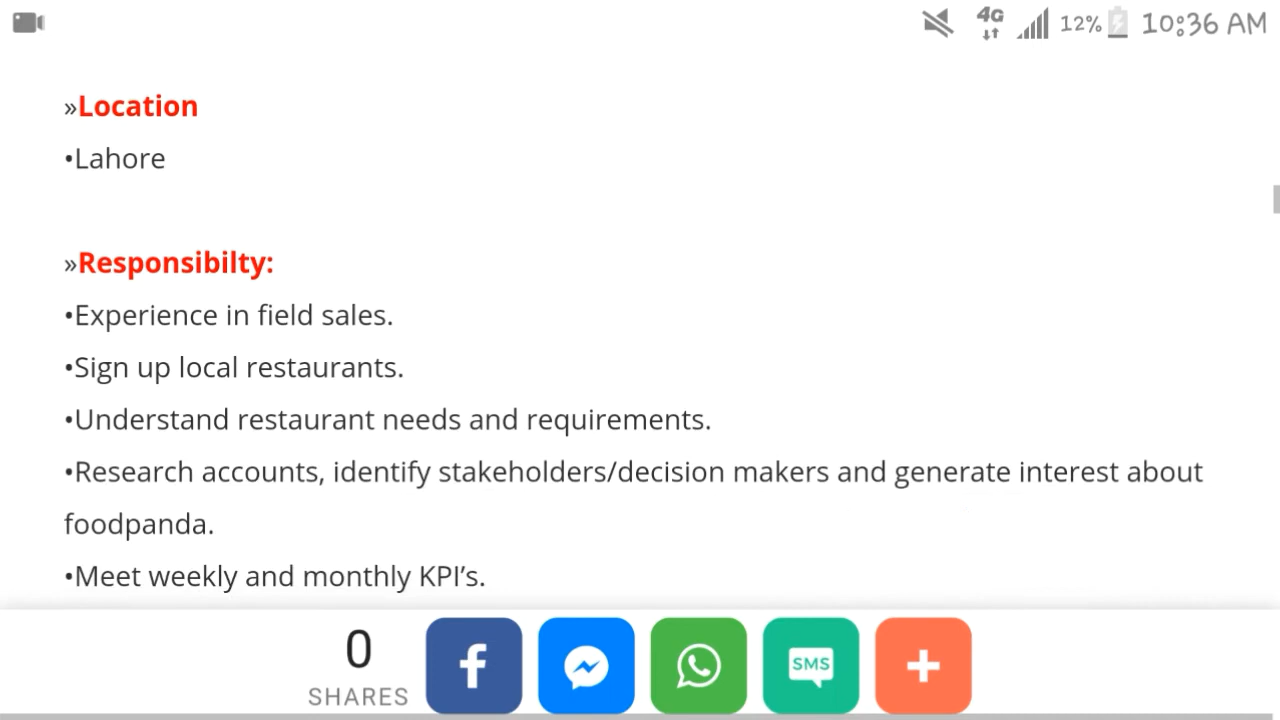 4G 12% 10:36 AM
»Location
•Lahore
»Responsibilty:
•Experience in field sales.
•Sign up local restaurants.
•Understand restaurant needs and requirements.
•Research accounts, identify stakeholders/decision makers and generate interest about
foodpanda.
•Meet weekly and monthly KPI’s.
0
SHARES
SMS